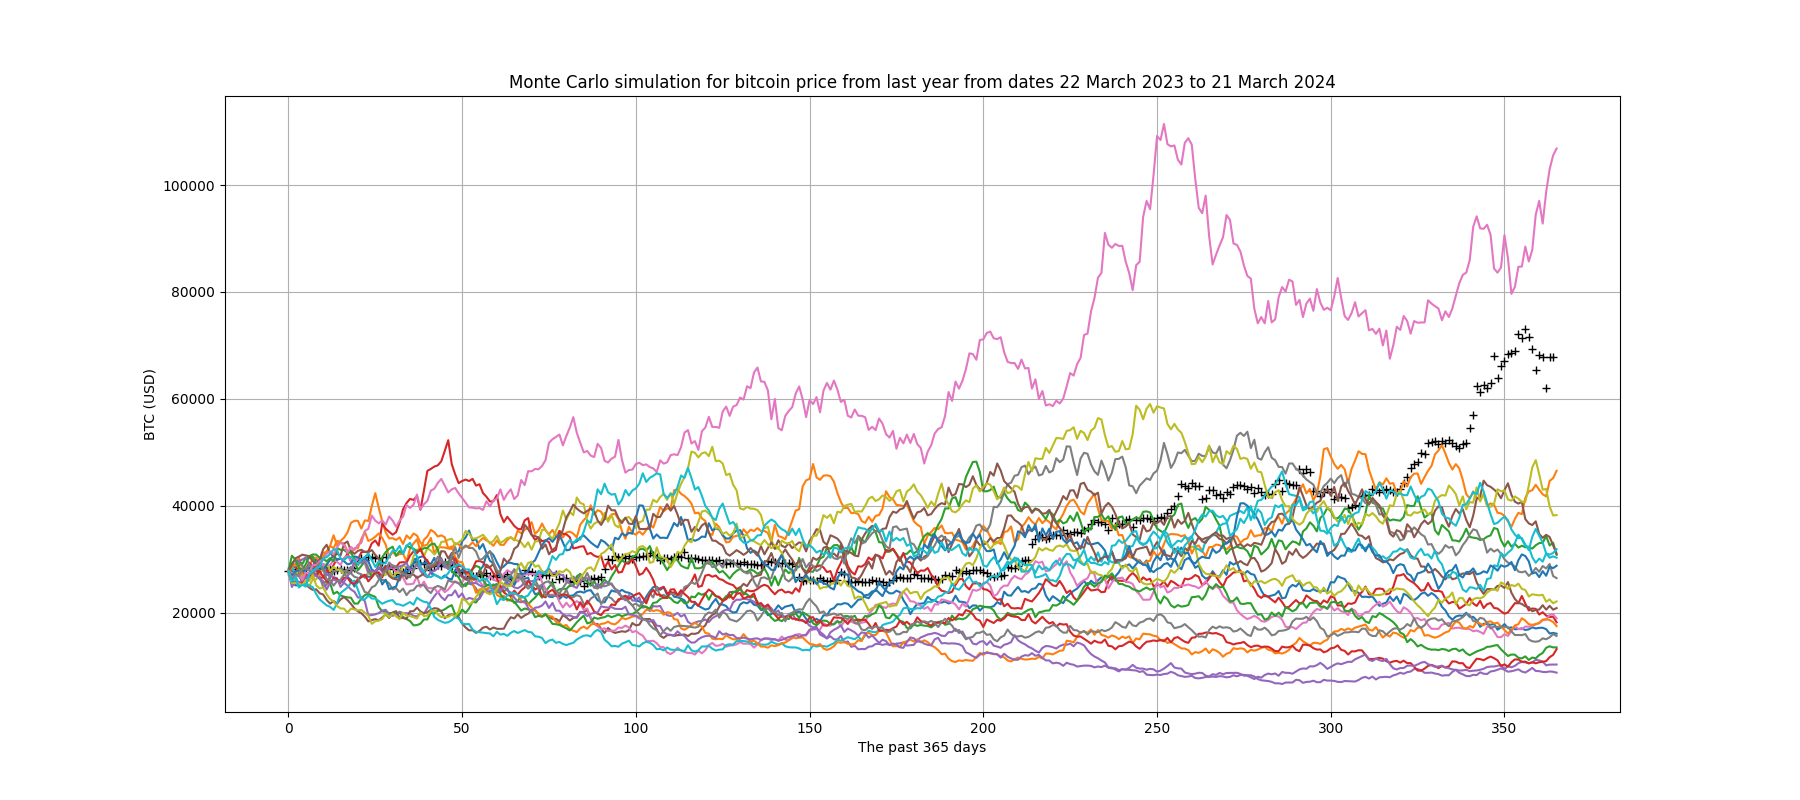 Monte Carlo simulation for bitcoin price from last year from dates 22 March 2023 to 21 March 2024
100000
80000
60000
40000
20000
BTC (USD)
0 50 100 150 200 250 300 350
The past 365 days